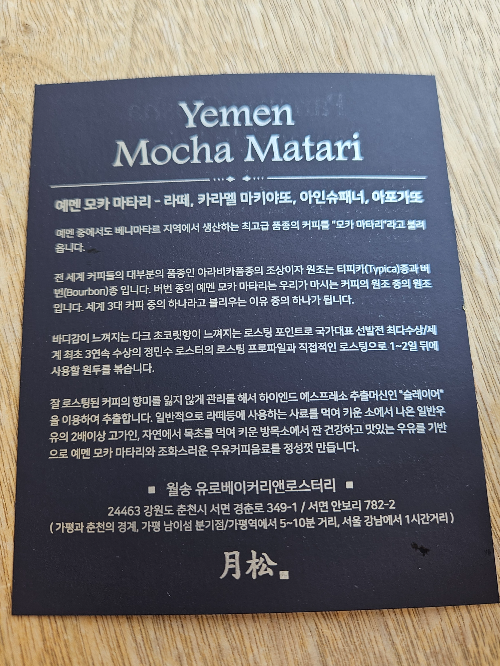 Yemen
Mocha Matari
예멘 모카 마타리 - 라떼, 카라멜 마키야또, 아인슈패너, 아포가또
예멘 중에서도 베니마타르 지역에서 생산하는 최고급 품종의 커피를 "모카 마타리"라고 불려
옵니다.
전 세계 커피들의 대부분의 품종인 아라비카품종의 조상이자 원조는 티피카(Typica)종과 버
번(Bourbon)종 입니다. 버번 종의 예멘 모카 마타리는 우리가 마시는 커피의 원조 중의 원조
입니다. 세계 3대 커피 중의 하나라고 불리우는 이유 중의 하나가 됩니다.
바디감이 느껴지는 다크 초코릿향이 느껴지는 로스팅 포인트로 국가대표 선발전 최다수상/세
계 최초 3연속 수상의 정민수 로스터의 로스팅 프로파일과 직접적인 로스팅으로 1~2일 뒤에
사용할 원두를 볶습니다.
잘 로스팅된 커피의 향미를 잃지 않게 관리를 해서 하이엔드 에스프레소 추출머신인 "슬레이어"
을 이용하여 추출합니다. 일반적으로 라떼등에 사용하는 사료를 먹여 키운 소에서 나온 일반우
유의 2배이상 고가인, 자연에서 목초를 먹여 키운 방목소에서 짠 건강하고 맛있는 우유를 기반
으로 예멘 모카 마타리와 조화스러운 우유커피음료를 정성껏 만듭니다.
■ 월송 유로베이커리앤로스터리 ■
24463 강원도 춘천시 서면 경춘로 349-1 / 서면 안보리 782-2
( 가평과 춘천의 경계, 가평 남이섬 분기점/가평역에서 5~10분 거리, 서울 강남에서 1시간거리 )
月松